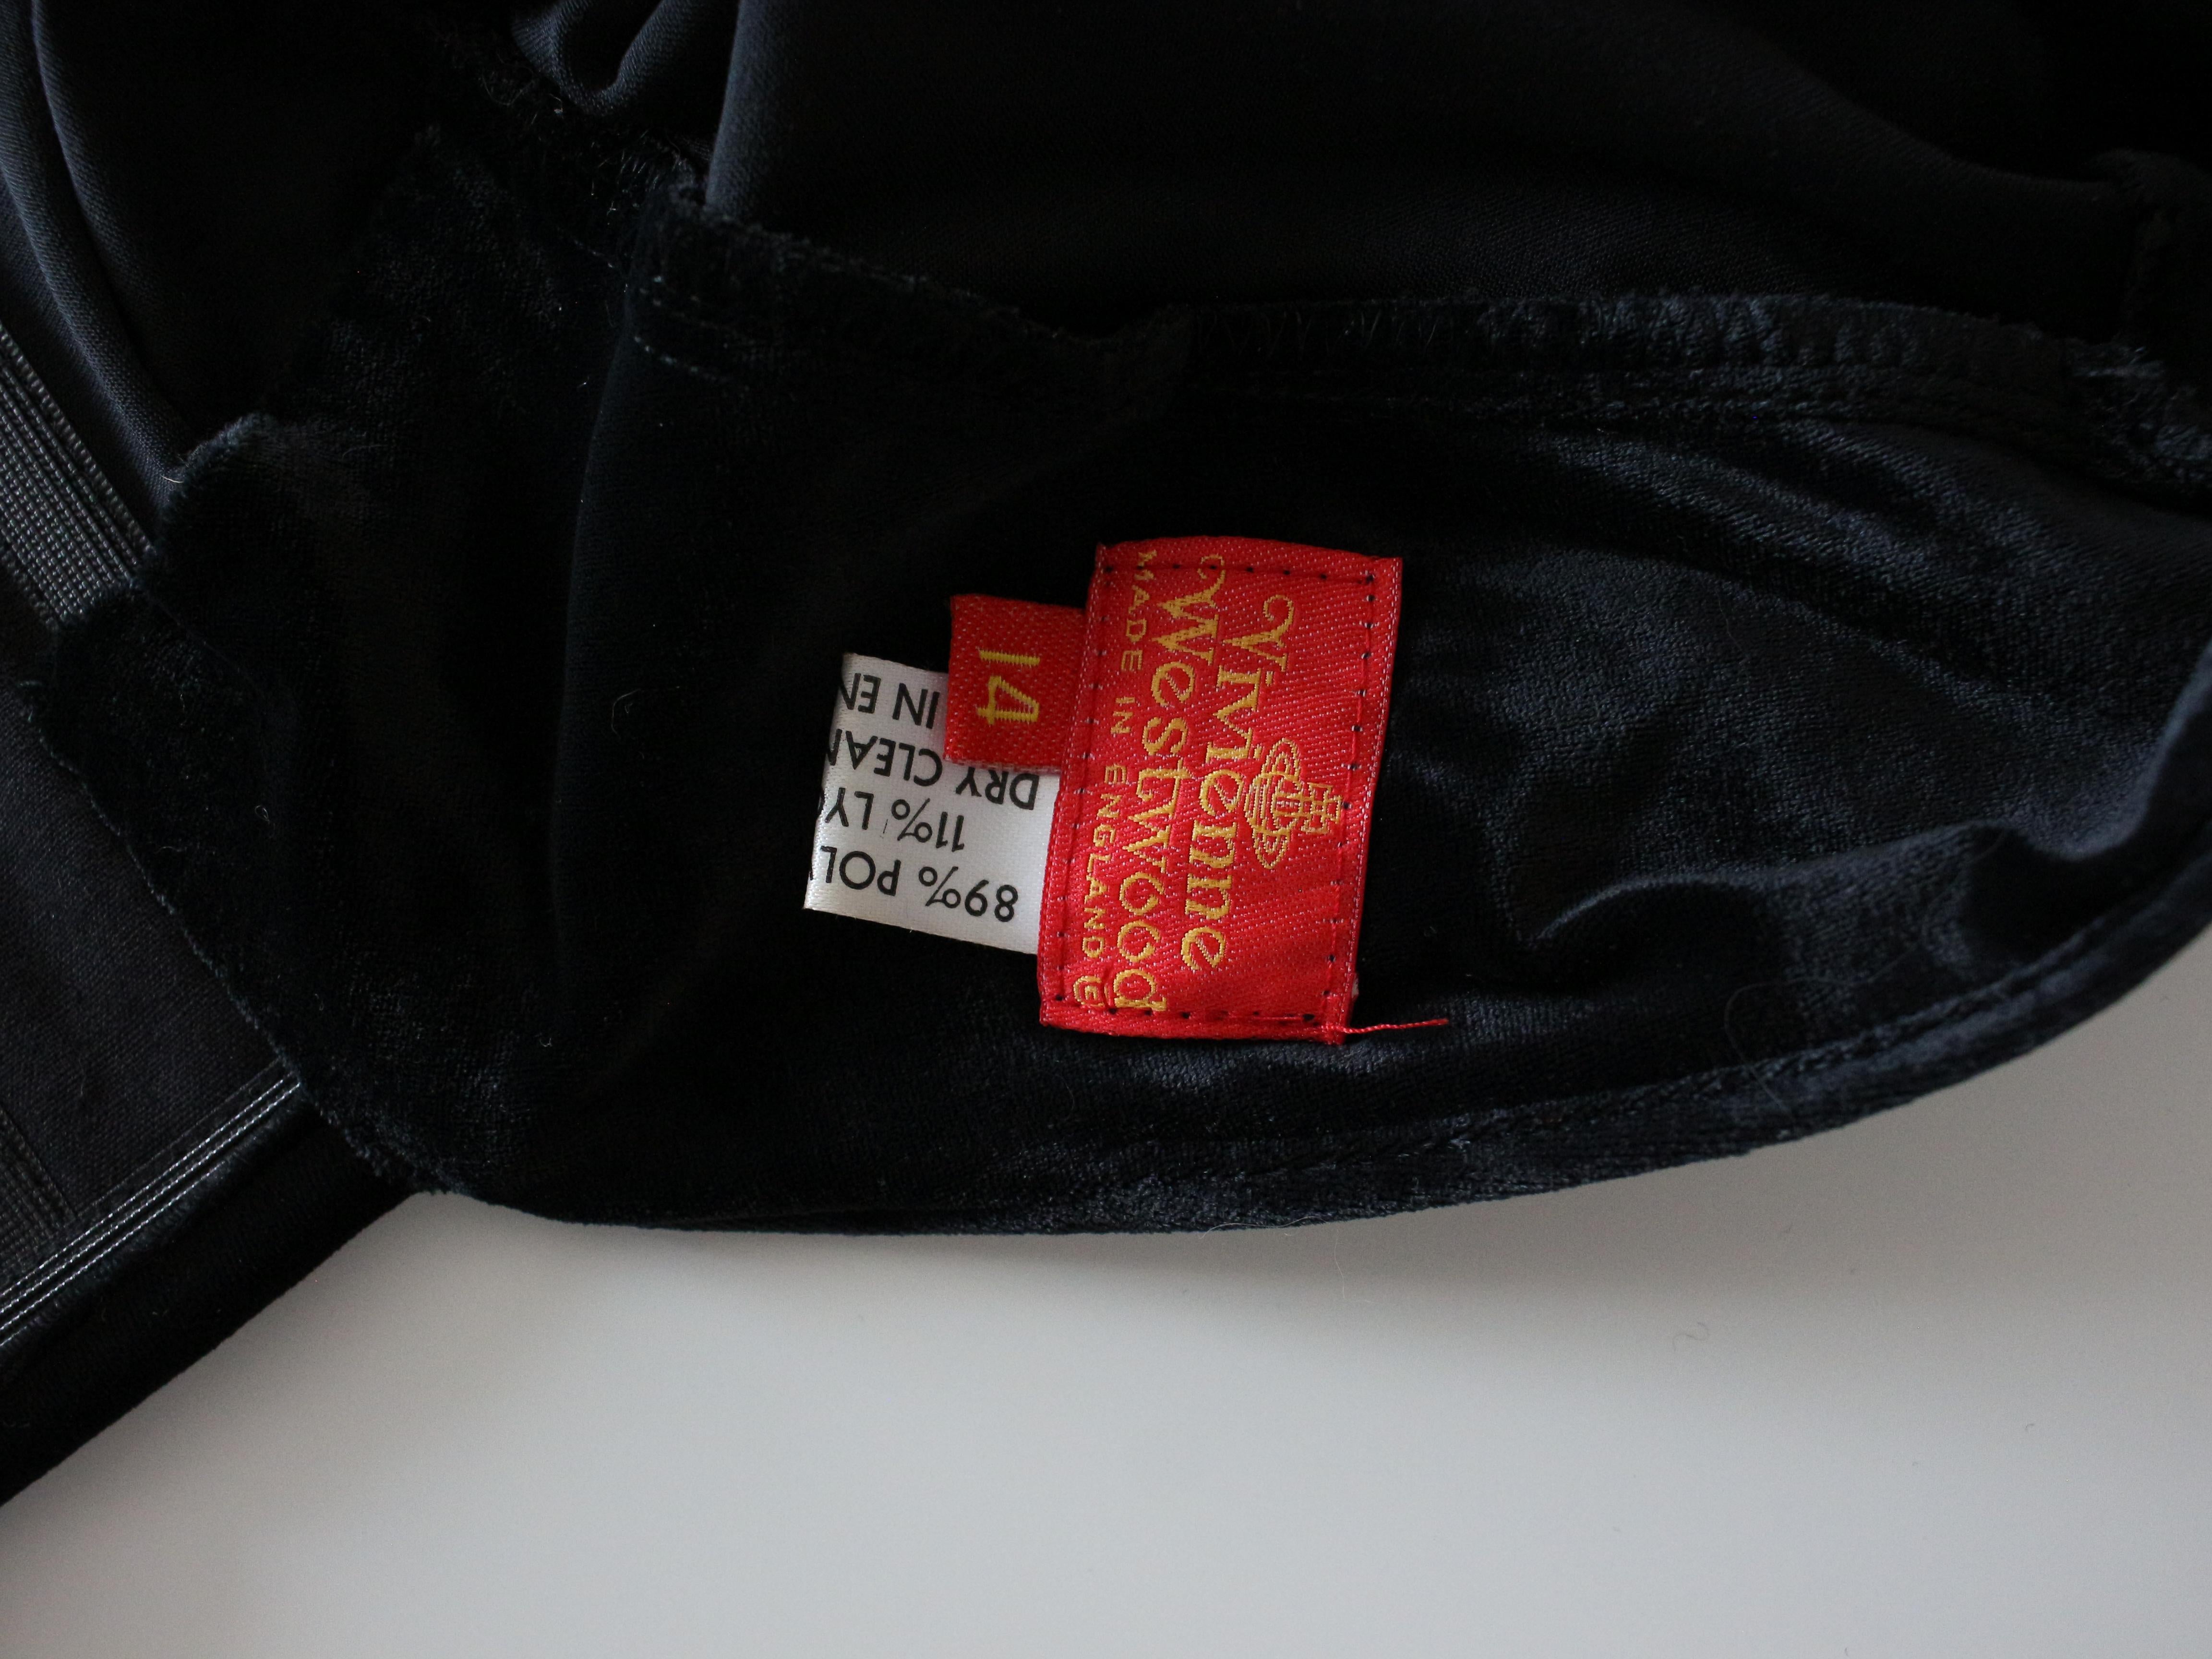 Vivienne
Westwood
MADE IN ENGLAND ©
14
89% POL
11% LY
DRY CLEAN
IN EN